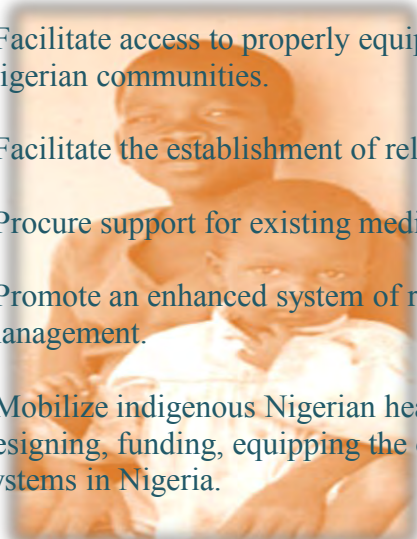 Facilitate access to properly equip
igerian communities.
Facilitate the establishment of rel
Procure support for existing medi
Promote an enhanced system of r
anagement.
Mobilize indigenous Nigerian hea
esigning, funding, equipping the
ystems in Nigeria.